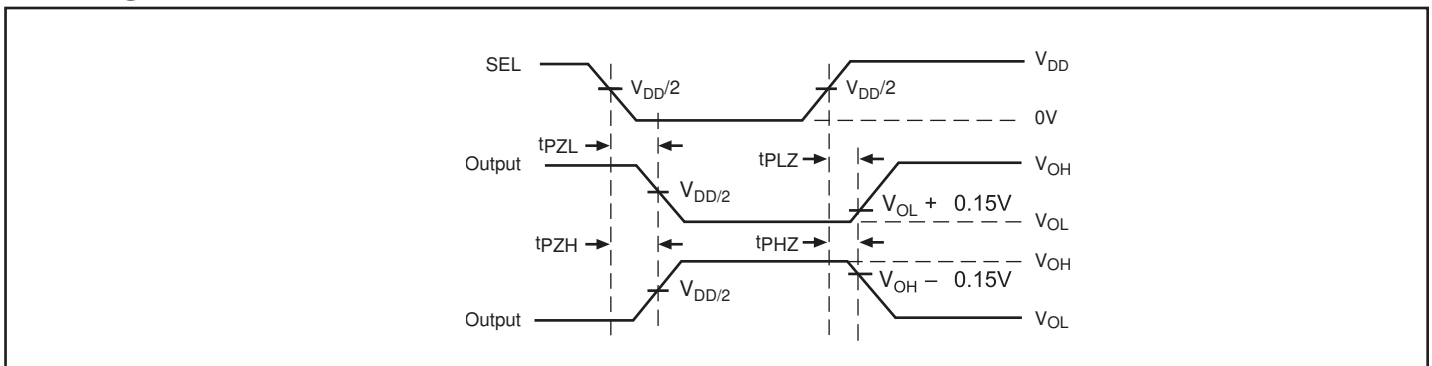 SEL
VDD/2
VDD/2
VDD
0V
tPZL
tPLZ
Output
VDD/2
VOH
VOL + 0.15V
VOL
tPZH
tPHZ
VOH
VDD/2
VOH – 0.15V
Output
VOL